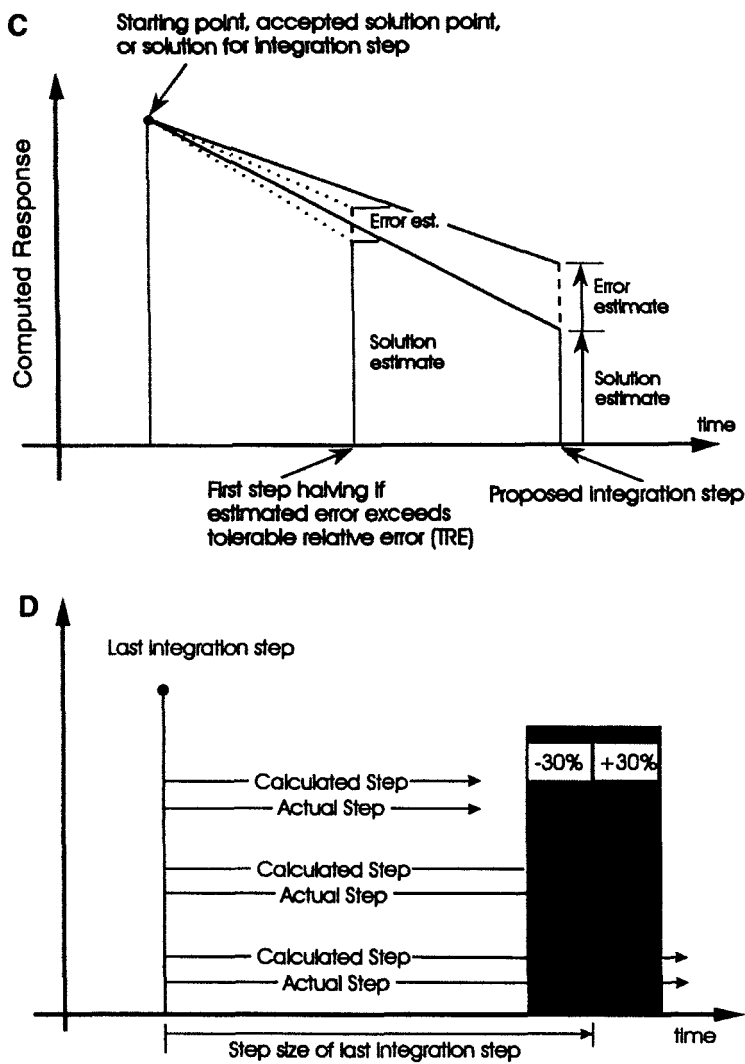 C
Starting point, accepted solution point,
or solution for integration step
Computed Response
Error est.
Error
estimate
Solution
estimate
Solution
estimate
time
First step halving if
estimated error exceeds
tolerable relative error (TRE)
Proposed integration step
D
Last integration step
-30%
+30%
Calculated Step
Actual Step
Calculated Step
Actual Step
Calculated Step
Actual Step
time
Step size of last integration step